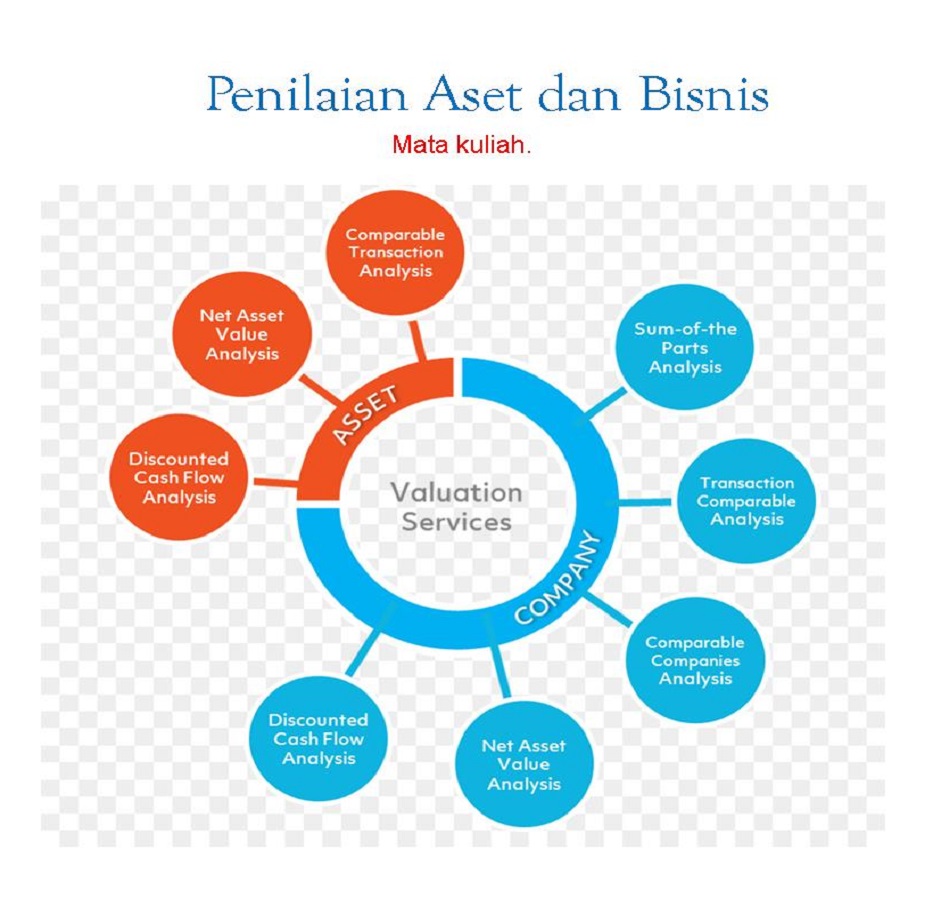 Penilaian Aset dan Bisnis
Mata kuliah.
Comparable
Transaction
Analysis
Net Asset
Value
Analysis
Discounted
Cash Flow
Analysis
ASSET
Valuation
Services
COMPANY
Sum-of-the
Parts
Analysis
Transaction
Comparable
Analysis
Comparable
Companies
Analysis
Net Asset
Value
Analysis
Discounted
Cash Flow
Analysis